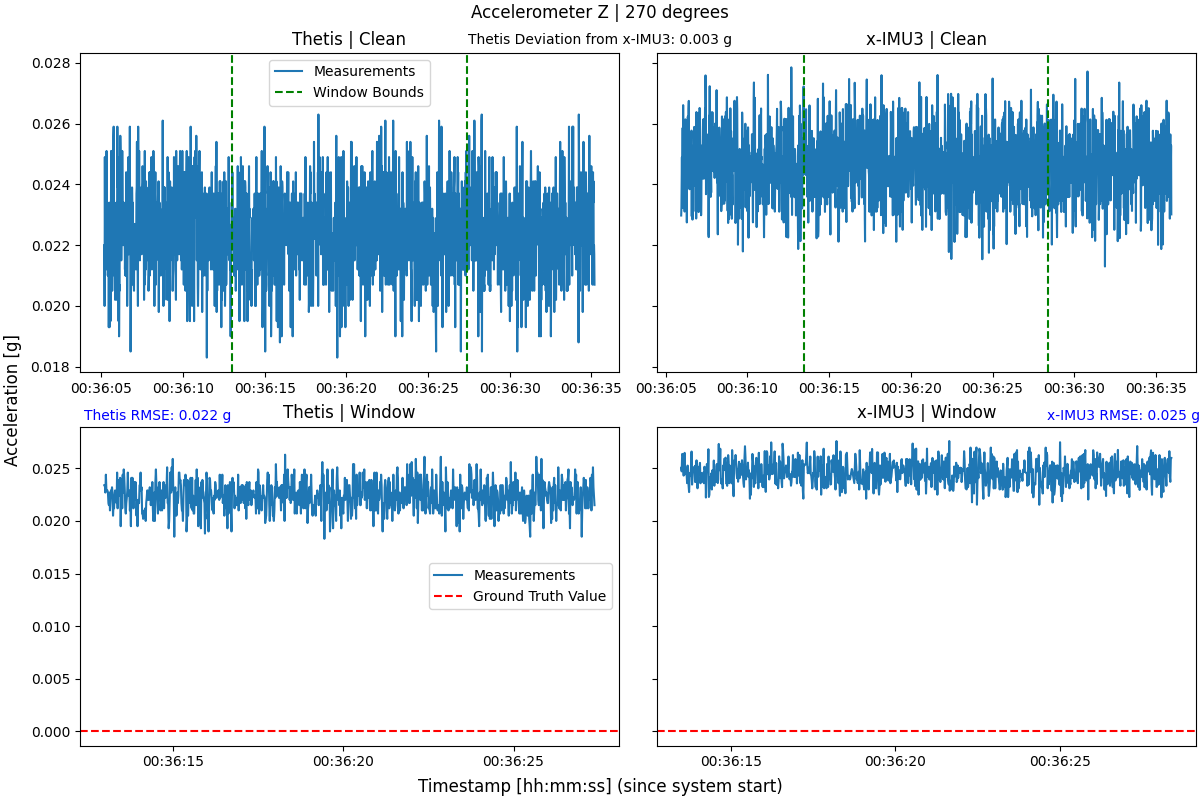 Accelerometer Z | 270 degrees
Thetis | Clean
Thetis Deviation from x-IMU3: 0.003 g
x-IMU3 | Clean
Measurements
Window Bounds
0.028
0.026
0.024
0.022
0.020
0.018
00:36:05 00:36:10 00:36:15 00:36:20 00:36:25 00:36:30 00:36:35
00:36:05 00:36:10 00:36:15 00:36:20 00:36:25 00:36:30 00:36:35
Acceleration [g]
Thetis RMSE: 0.022 g
Thetis | Window
x-IMU3 | Window
x-IMU3 RMSE: 0.025 g
0.025
0.020
0.015
0.010
0.005
0.000
Measurements
Ground Truth Value
00:36:15 00:36:20 00:36:25
00:36:15 00:36:20 00:36:25
Timestamp [hh:mm:ss] (since system start)